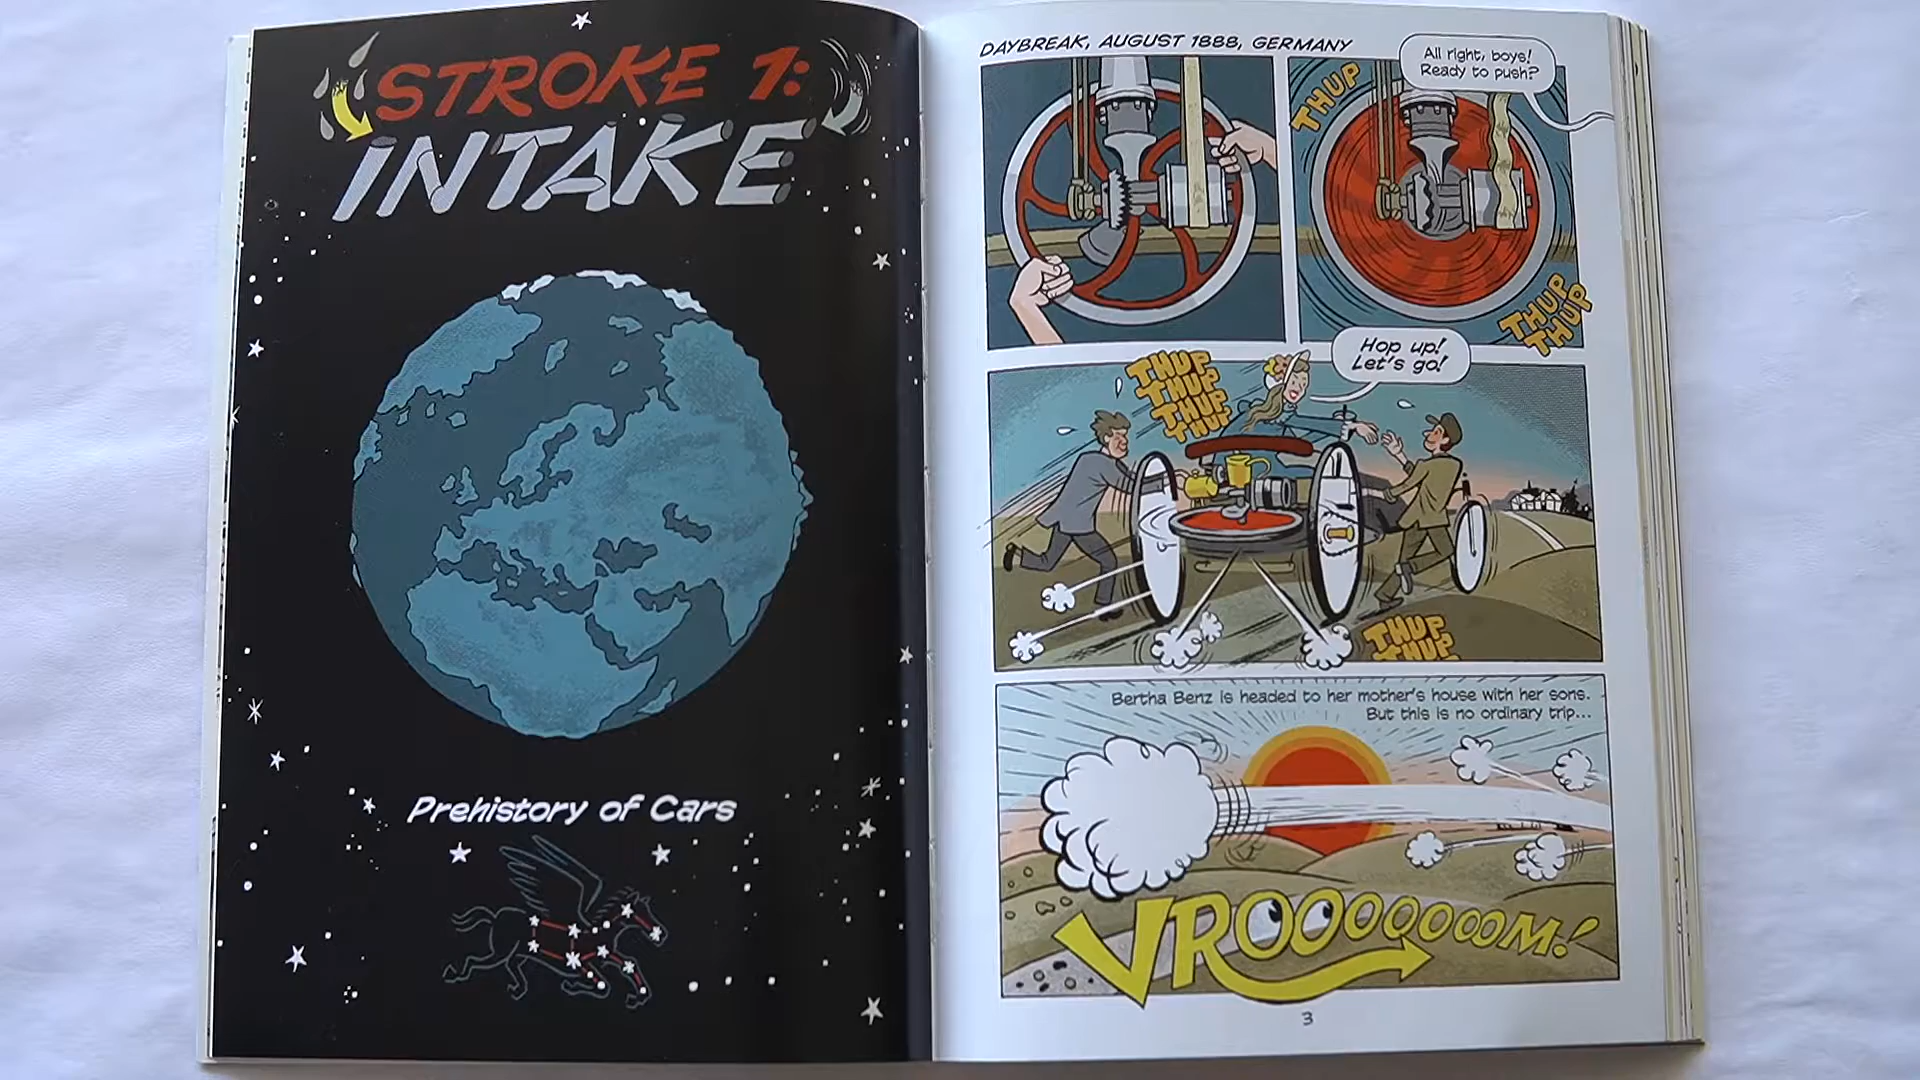 STROKE 1:
INTAKE
Prehistory of Cars
DAYBREAK, AUGUST 1888, GERMANY
All right, boys!
Ready to push?
THUP
THUP
THUP
Hop up!
Let's go!
THUP
THUP
THUP
THUP
THUP
THUP
Bertha Benz is headed to her mother's house with her sons.
But this is no ordinary trip...
VROOOOOOOOM!
3